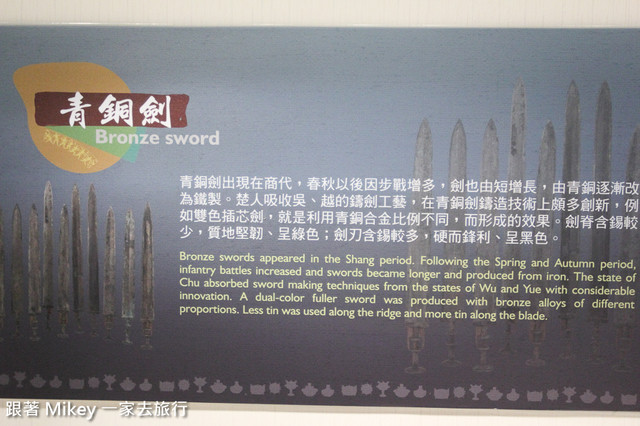 青銅劍
Bronze sword
青銅劍出現在商代，春秋以後因步戰增多，劍也由短增長，由青銅逐漸改
為鐵製。楚人吸收吳、越的鑄劍工藝，在青銅劍鑄造技術上頗多創新，例
如雙色插芯劍，就是利用青銅合金比例不同，而形成的效果。劍脊含錫較
少，質地堅韌、呈綠色；劍刃含錫較多，硬而鋒利、呈黑色。
Bronze swords appeared in the Shang period. Following the Spring and Autumn period,
infantry battles increased and swords became longer and produced from iron. The state of
Chu absorbed sword making techniques from the states of Wu and Yue with considerable
innovation. A dual-color fuller sword was produced with bronze alloys of different
proportions. Less tin was used along the ridge and more tin along the blade.
跟著 Mikey 一家去旅行